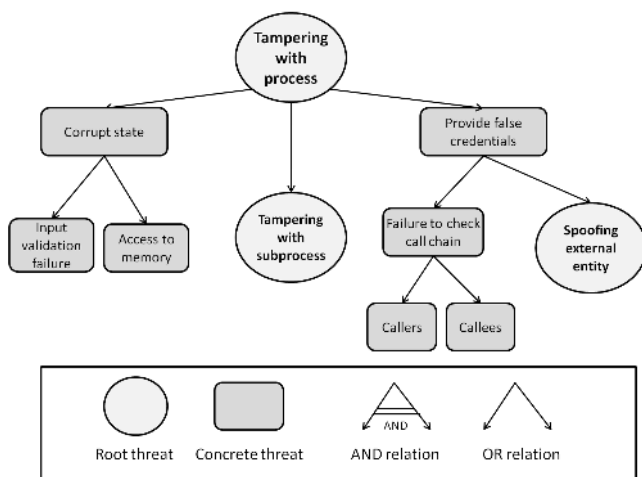 Tampering
with
process
Corrupt state
Provide false
credentials
Input
validation
failure
Access to
memory
Tampering
with
subprocess
Failure to check
call chain
Spoofing
external
entity
Callers
Callees
AND
Root threat
Concrete threat
AND relation
OR relation